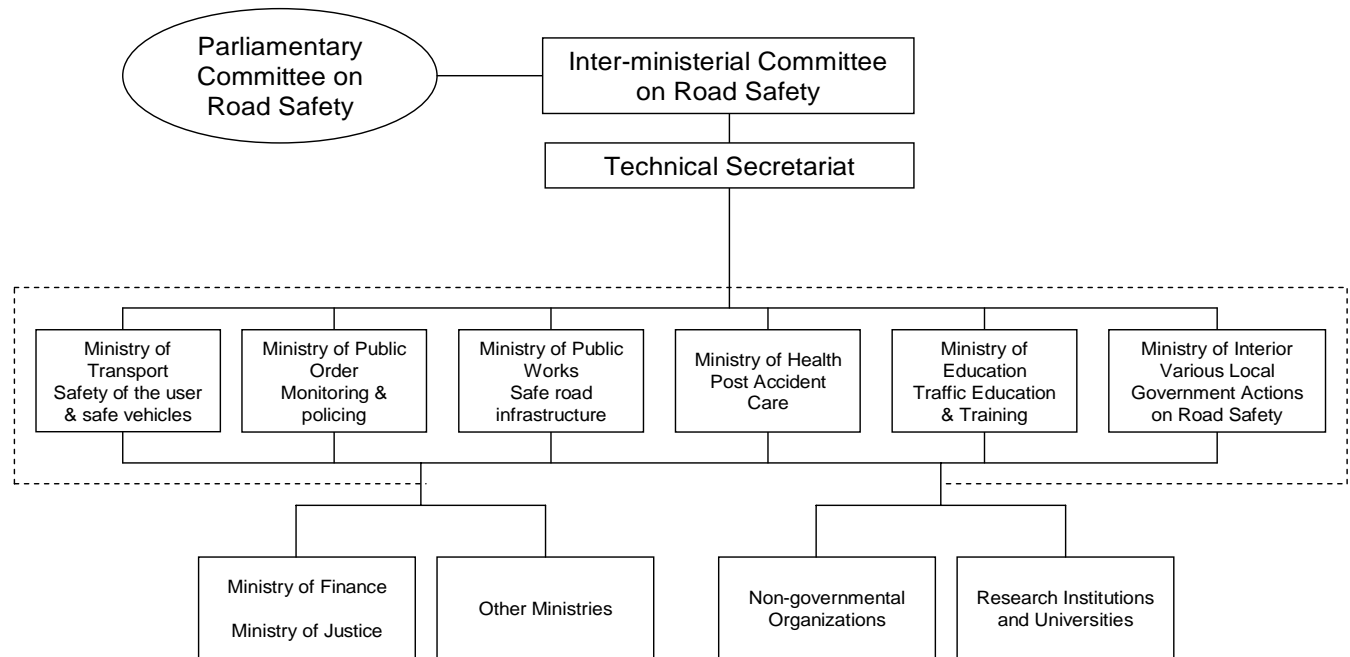 Parliamentary
Committee on
Road Safety
Inter-ministerial Committee
on Road Safety
Technical Secretariat
Ministry of
Transport
Safety of the user
& safe vehicles
Ministry of Public
Order
Monitoring &
policing
Ministry of Public
Works
Safe road
infrastructure
Ministry of Health
Post Accident
Care
Ministry of
Education
Traffic Education
& Training
Ministry of Interior
Various Local
Government Actions
on Road Safety
Ministry of Finance
Ministry of Justice
Other Ministries
Non-governmental
Organizations
Research Institutions
and Universities